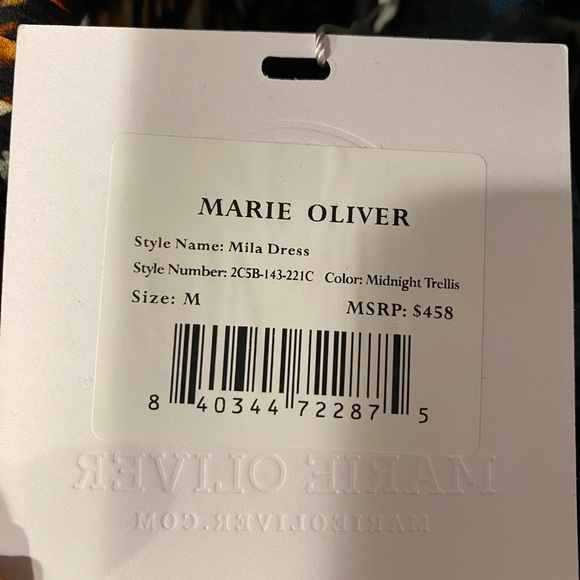 MARIE OLIVER
Style Name: Mila Dress
Style Number: 2C5B-143-221C Color: Midnight Trellis
Size: M MSRP: $458
8 40344 72287 5
MARIE OLIVER
MARIEOLIVER.COM